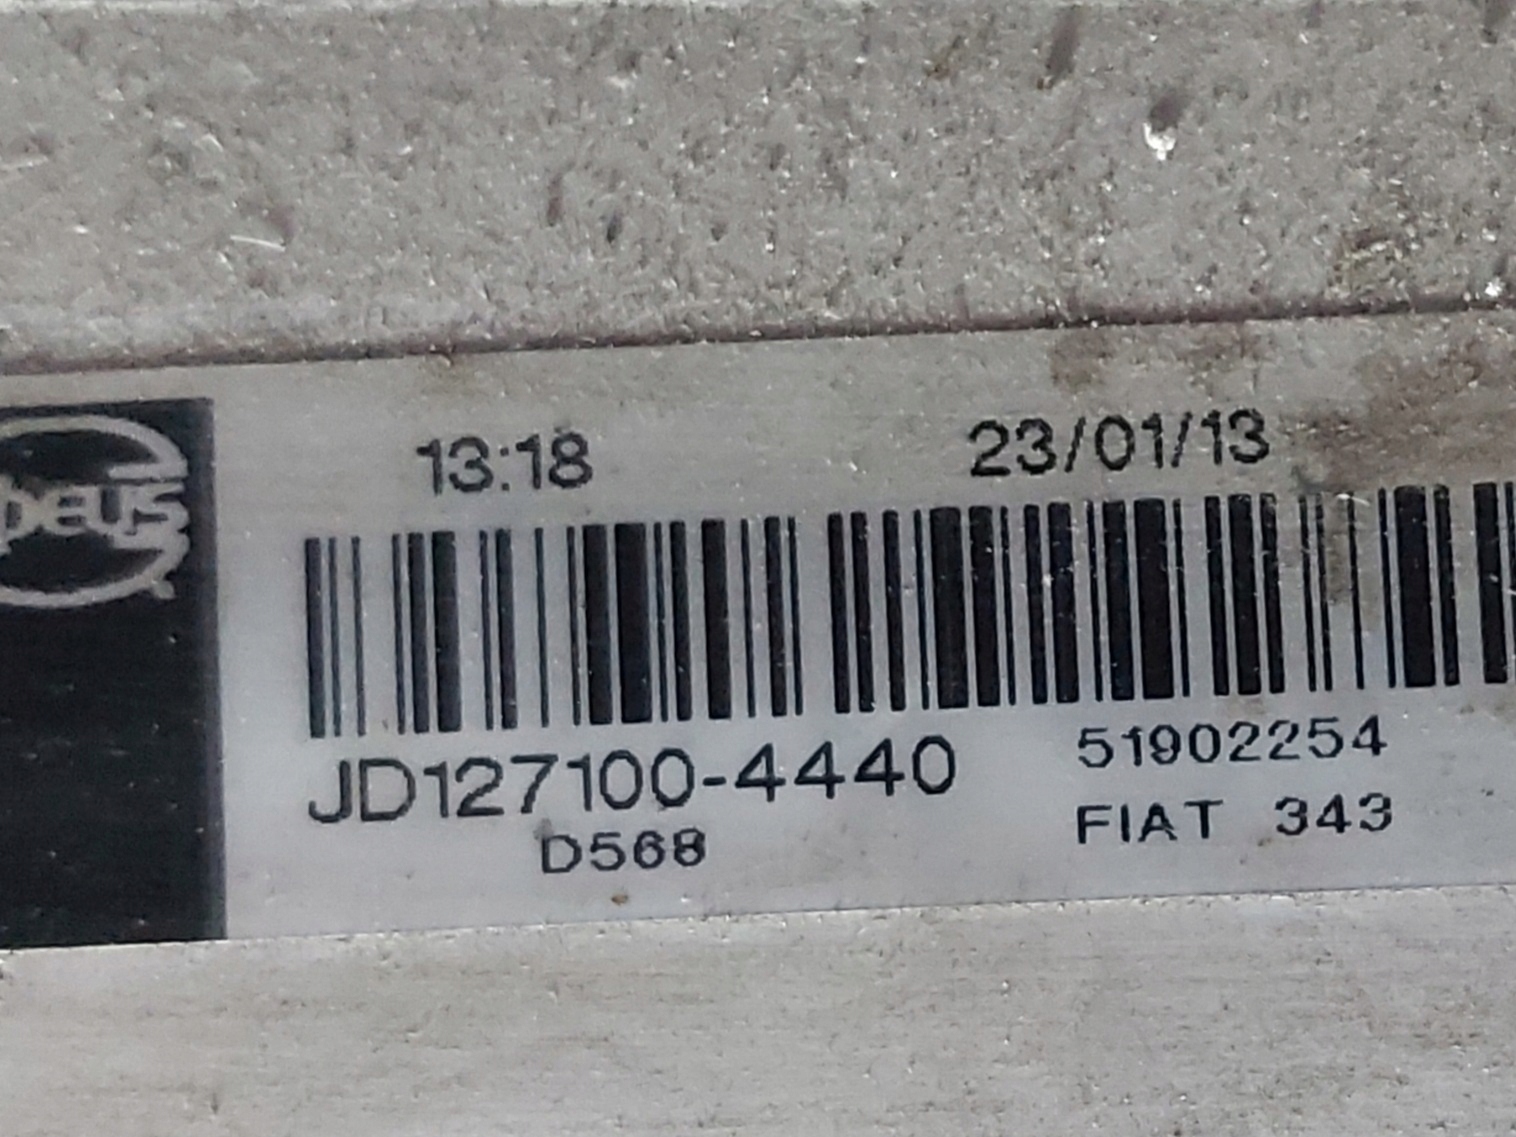 13:18 23/01/13
JD127100-4440 51902254
D568 FIAT 343